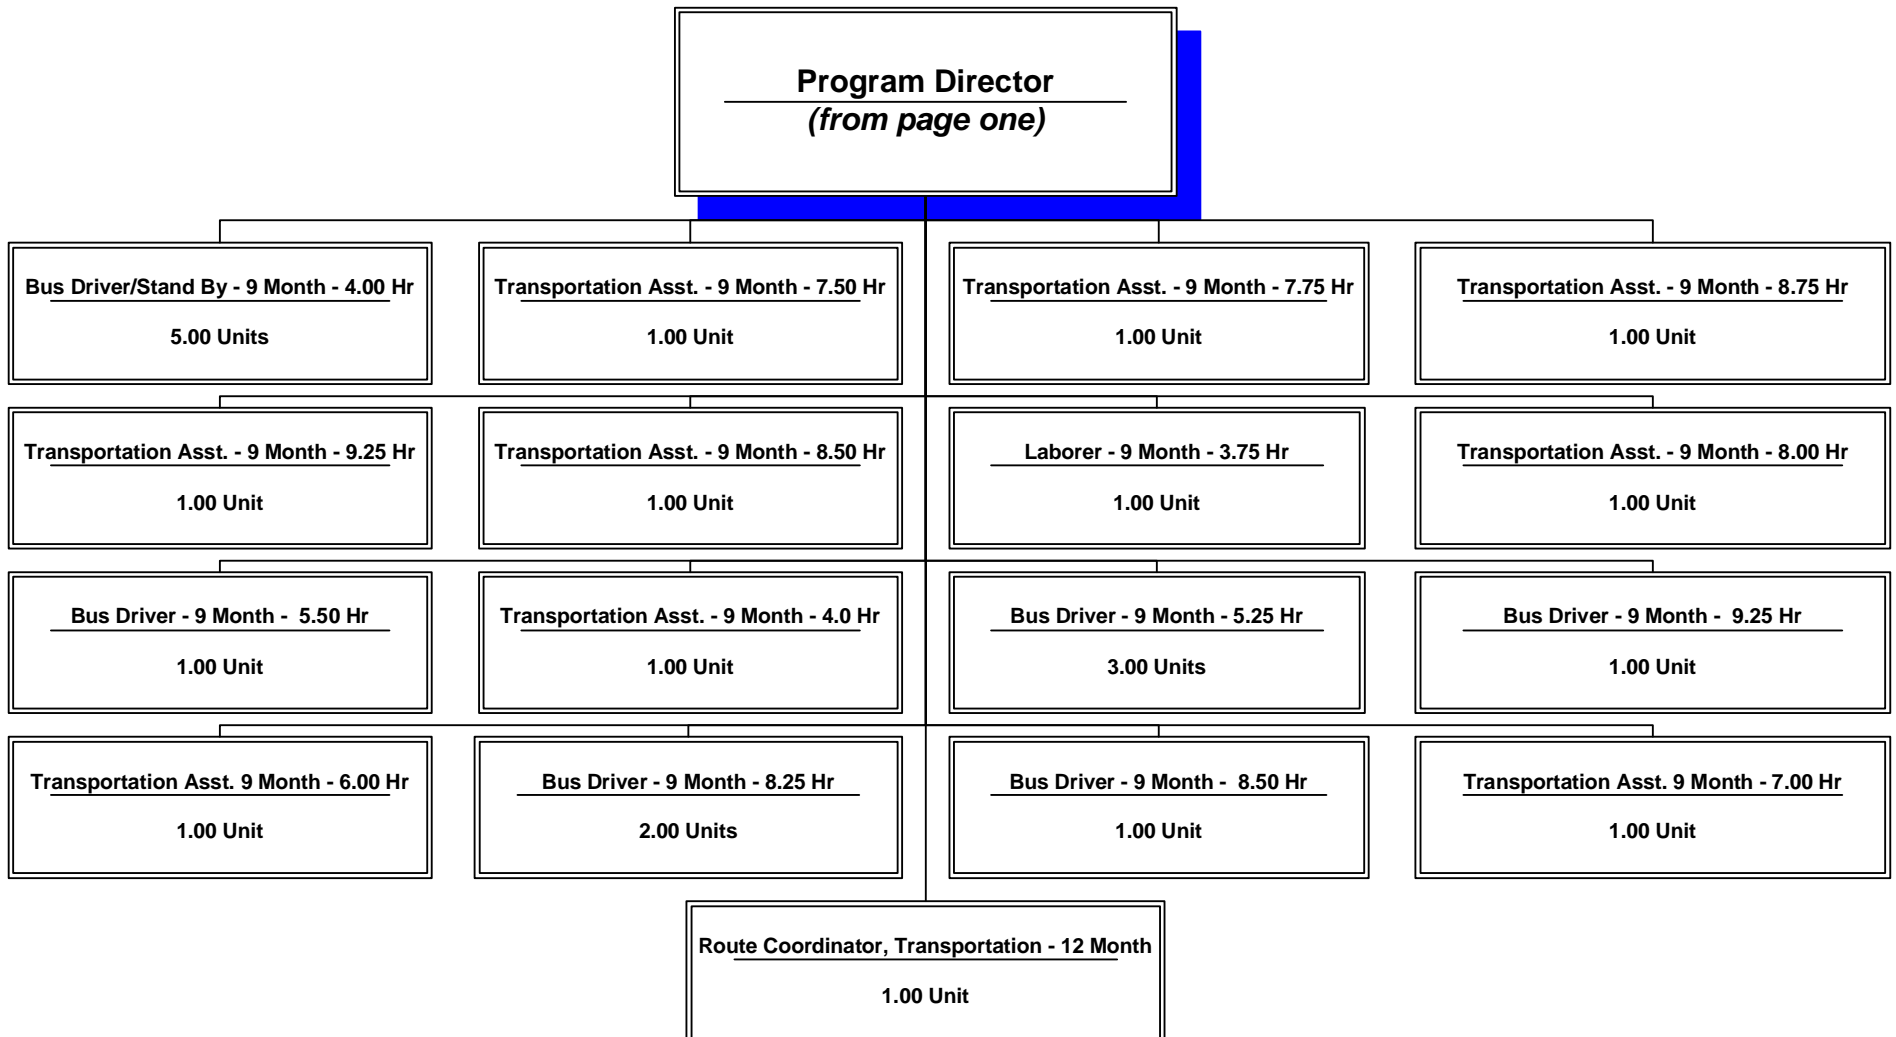 Program Director
(from page one)
Bus Driver/Stand By - 9 Month - 4.00 Hr
5.00 Units
Transportation Asst. - 9 Month - 7.50 Hr
1.00 Unit
Transportation Asst. - 9 Month - 7.75 Hr
1.00 Unit
Transportation Asst. - 9 Month - 8.75 Hr
1.00 Unit
Transportation Asst. - 9 Month - 9.25 Hr
1.00 Unit
Transportation Asst. - 9 Month - 8.50 Hr
1.00 Unit
Laborer - 9 Month - 3.75 Hr
1.00 Unit
Transportation Asst. - 9 Month - 8.00 Hr
1.00 Unit
Bus Driver - 9 Month -  5.50 Hr
1.00 Unit
Transportation Asst. - 9 Month - 4.0 Hr
1.00 Unit
Bus Driver - 9 Month - 5.25 Hr
3.00 Units
Bus Driver - 9 Month -  9.25 Hr
1.00 Unit
Transportation Asst. 9 Month - 6.00 Hr
1.00 Unit
Bus Driver - 9 Month - 8.25 Hr
2.00 Units
Bus Driver - 9 Month -  8.50 Hr
1.00 Unit
Transportation Asst. 9 Month - 7.00 Hr
1.00 Unit
Route Coordinator, Transportation - 12 Month
1.00 Unit